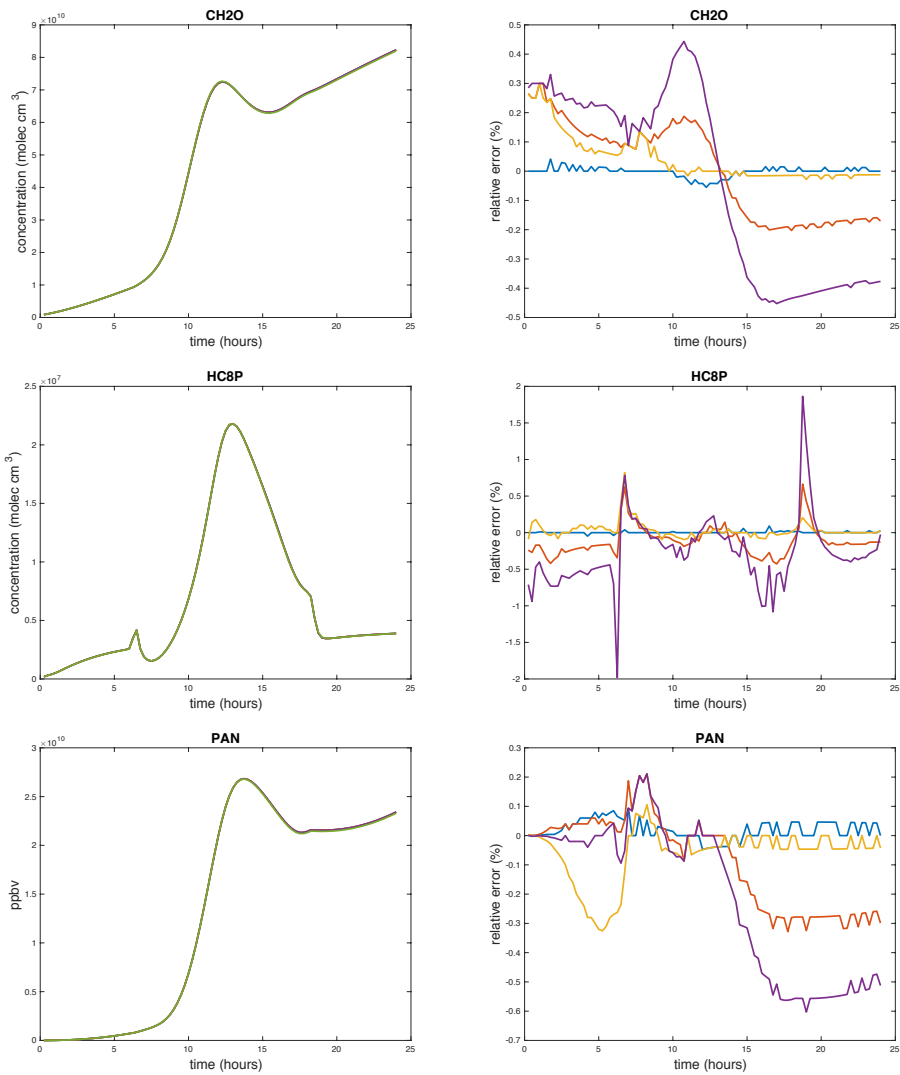 CH2O
×10^10
9
8
7
6
5
4
3
2
1
0
concentration (molec cm 3)
0 5 10 15 20 25
time (hours)
CH2O
0.5
0.4
0.3
0.2
0.1
0
-0.1
-0.2
-0.3
-0.4
-0.5
relative error (%)
0 5 10 15 20 25
time (hours)
HC8P
×10^7
2.5
2
1.5
1
0.5
0
concentration (molec cm 3)
0 5 10 15 20 25
time (hours)
HC8P
2
1.5
1
0.5
0
-0.5
-1
-1.5
-2
relative error (%)
0 5 10 15 20 25
time (hours)
PAN
×10^10
3
2.5
2
1.5
1
0.5
0
ppbv
0 5 10 15 20 25
time (hours)
PAN
0.3
0.2
0.1
0
-0.1
-0.2
-0.3
-0.4
-0.5
-0.6
-0.7
relative error (%)
0 5 10 15 20 25
time (hours)